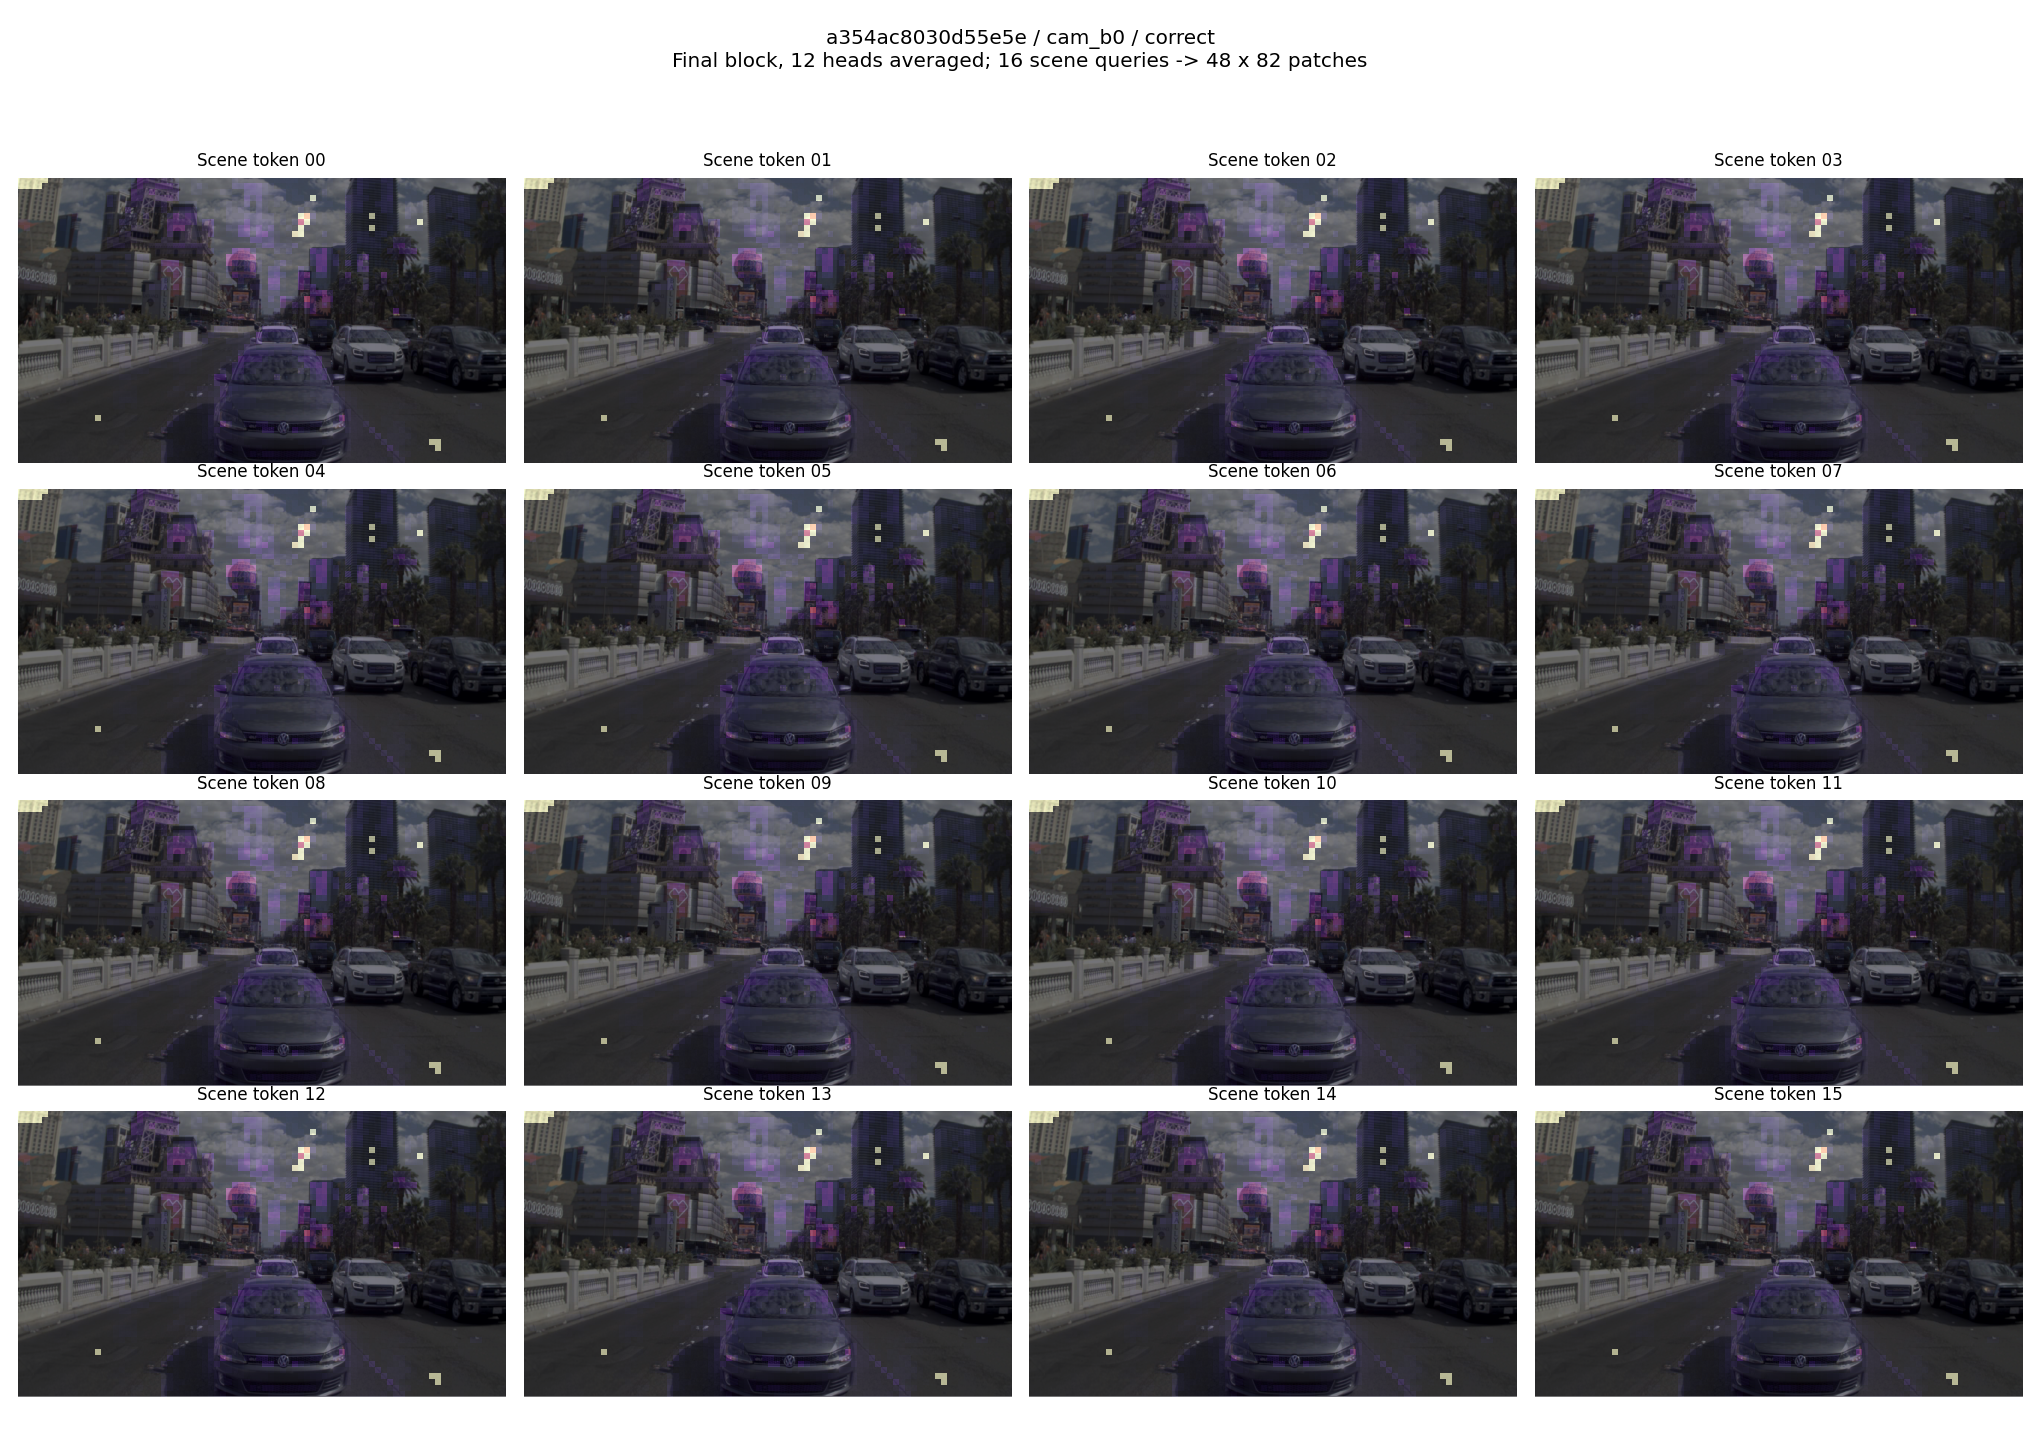 a354ac8030d55e5e / cam_b0 / correct
Final block, 12 heads averaged; 16 scene queries -> 48 x 82 patches
Scene token 00
Scene token 01
Scene token 02
Scene token 03
Scene token 04
Scene token 05
Scene token 06
Scene token 07
Scene token 08
Scene token 09
Scene token 10
Scene token 11
Scene token 12
Scene token 13
Scene token 14
Scene token 15